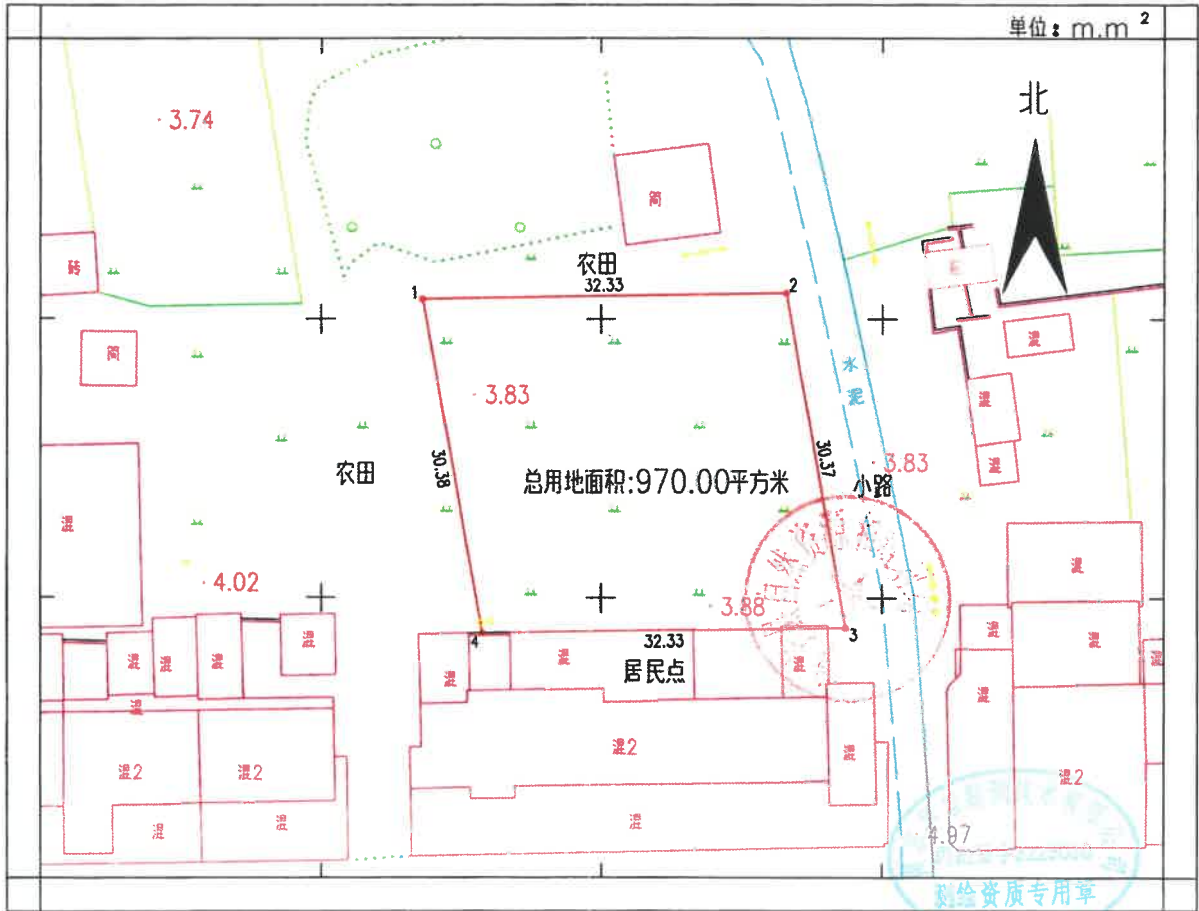 单位：m.m²
北
3.74
简
农田
32.33
砖
1
2
简
混
水泥
3.83
混
30.38
30.37
3.83
农田
总用地面积:970.00平方米
小路
混
混
混
4.02
3.88
混
混
混
混
混
4
32.33
3
居民点
混
混
混
混
混
混
混
混2
混2
混2
混
混2
混
混
混
4.97
测绘资质专用章